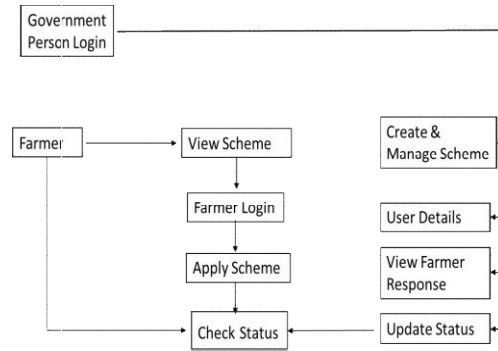 Government
Person Login
Farmer
View Scheme
Create &
Manage Scheme
Farmer Login
User Details
Apply Scheme
View Farmer
Response
Check Status
Update Status